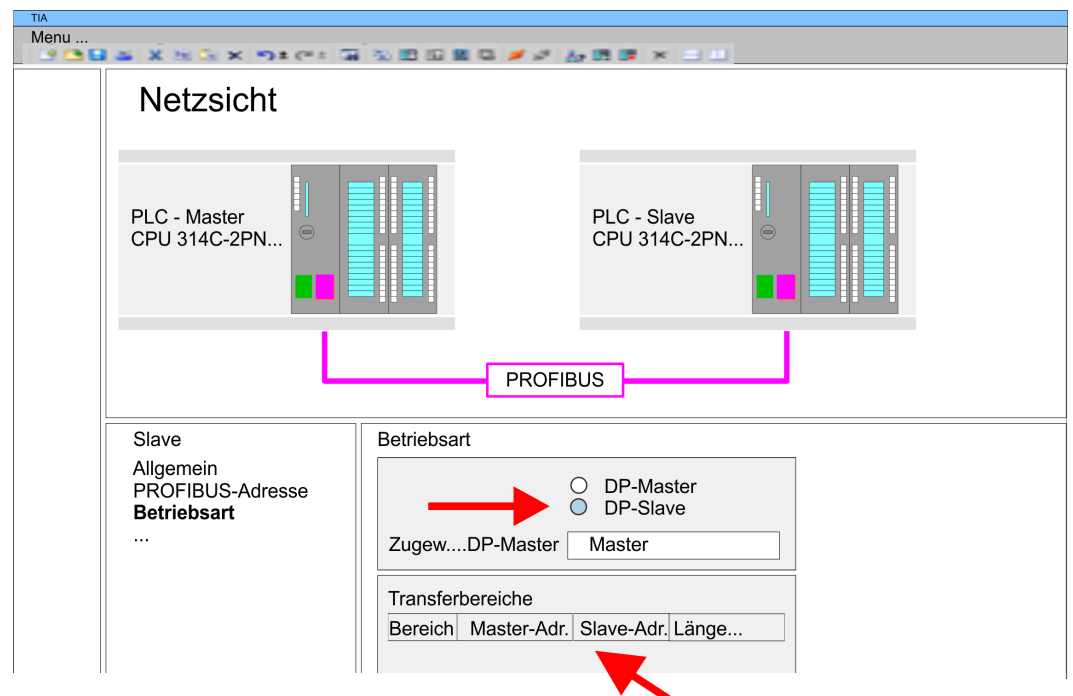 TIA
Menu ...
Netzsicht
PLC - Master
CPU 314C-2PN...
PLC - Slave
CPU 314C-2PN...
PROFIBUS
Slave
Allgemein
PROFIBUS-Adresse
Betriebsart
...
Betriebsart
DP-Master
DP-Slave
Zugew....DP-Master Master
Transferbereiche
Bereich Master-Adr. Slave-Adr. Länge...